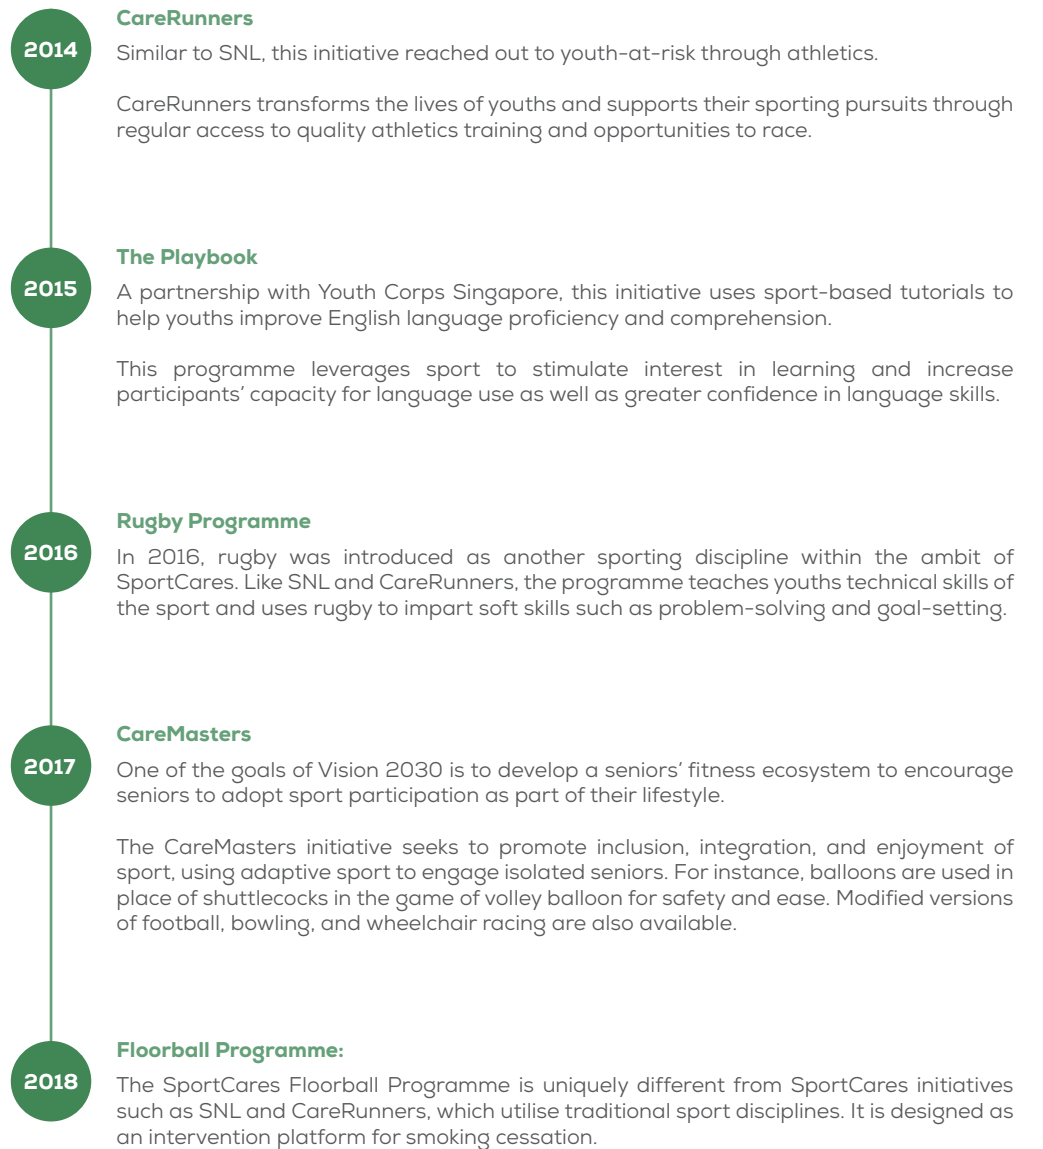 CareRunners
2014
Similar to SNL, this initiative reached out to youth-at-risk through athletics.
CareRunners transforms the lives of youths and supports their sporting pursuits through
regular access to quality athletics training and opportunities to race.
The Playbook
2015
A partnership with Youth Corps Singapore, this initiative uses sport-based tutorials to
help youths improve English language proficiency and comprehension.
This programme leverages sport to stimulate interest in learning and increase
participants’ capacity for language use as well as greater confidence in language skills.
Rugby Programme
2016
In 2016, rugby was introduced as another sporting discipline within the ambit of
SportCares. Like SNL and CareRunners, the programme teaches youths technical skills of
the sport and uses rugby to impart soft skills such as problem-solving and goal-setting.
CareMasters
2017
One of the goals of Vision 2030 is to develop a seniors’ fitness ecosystem to encourage
seniors to adopt sport participation as part of their lifestyle.
The CareMasters initiative seeks to promote inclusion, integration, and enjoyment of
sport, using adaptive sport to engage isolated seniors. For instance, balloons are used in
place of shuttlecocks in the game of volley balloon for safety and ease. Modified versions
of football, bowling, and wheelchair racing are also available.
Floorball Programme:
2018
The SportCares Floorball Programme is uniquely different from SportCares initiatives
such as SNL and CareRunners, which utilise traditional sport disciplines. It is designed as
an intervention platform for smoking cessation.